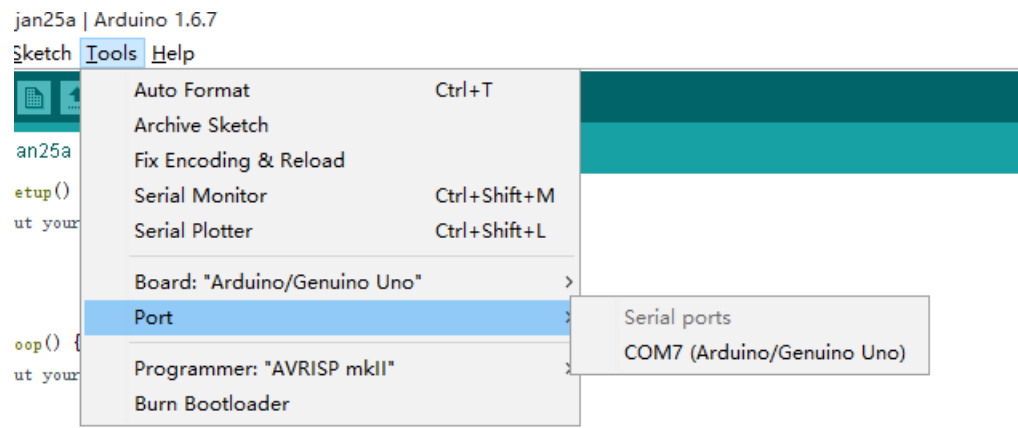 jan25a | Arduino 1.6.7
Sketch Tools Help
Auto Format Ctrl+T
Archive Sketch
an25a
Fix Encoding & Reload
etup()
Serial Monitor Ctrl+Shift+M
ut your
Serial Plotter Ctrl+Shift+L
Board: "Arduino/Genuino Uno"
Port
Serial ports
oop() {
COM7 (Arduino/Genuino Uno)
ut your
Programmer: "AVRISP mkII"
Burn Bootloader